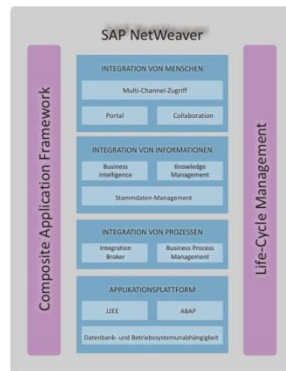 SAP NetWeaver
Composite Application Framework
INTEGRATION VON MENSCHEN
Multi-Channel-Zugriff
Portal
Collaboration
INTEGRATION VON INFORMATIONEN
Business
Intelligence
Knowledge
Management
Stammdaten-Management
INTEGRATION VON PROZESSEN
Integration
Broker
Business Process
Management
APPLIKATIONSPLATTFORM
J2EE
ABAP
Datenbank- und Betriebssystemunabhängigkeit
Life-Cycle Management